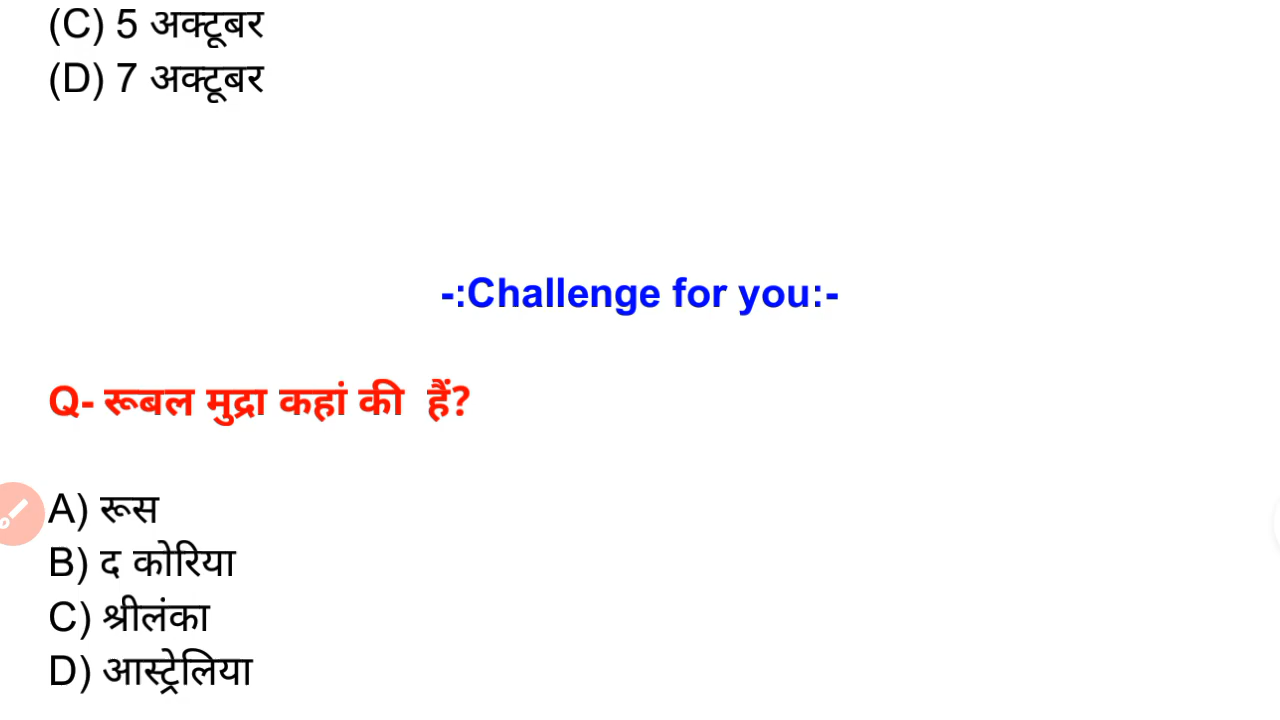 (C) 5 अक्टूबर
(D) 7 अक्टूबर
-:Challenge for you:-
Q- रूबल मुद्रा कहां की हैं?
A) रूस
B) द कोरिया
C) श्रीलंका
D) आस्ट्रेलिया